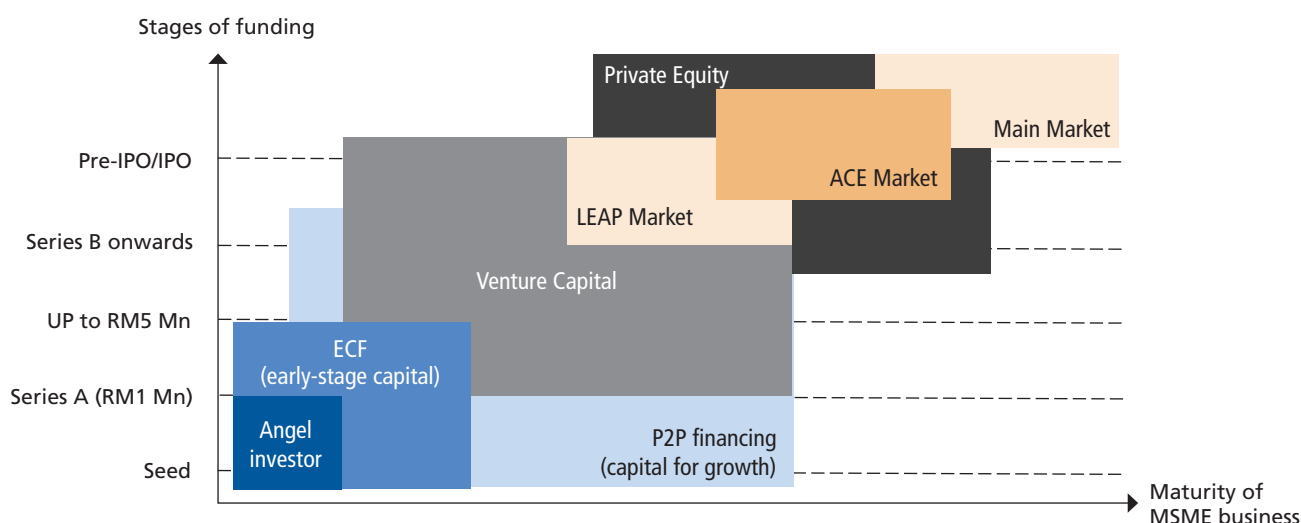 Stages of funding
Private Equity
Main Market
Pre-IPO/IPO
ACE Market
LEAP Market
Series B onwards
Venture Capital
UP to RM5 Mn
ECF
(early-stage capital)
Series A (RM1 Mn)
Angel
investor
P2P financing
(capital for growth)
Seed
Maturity of
MSME business